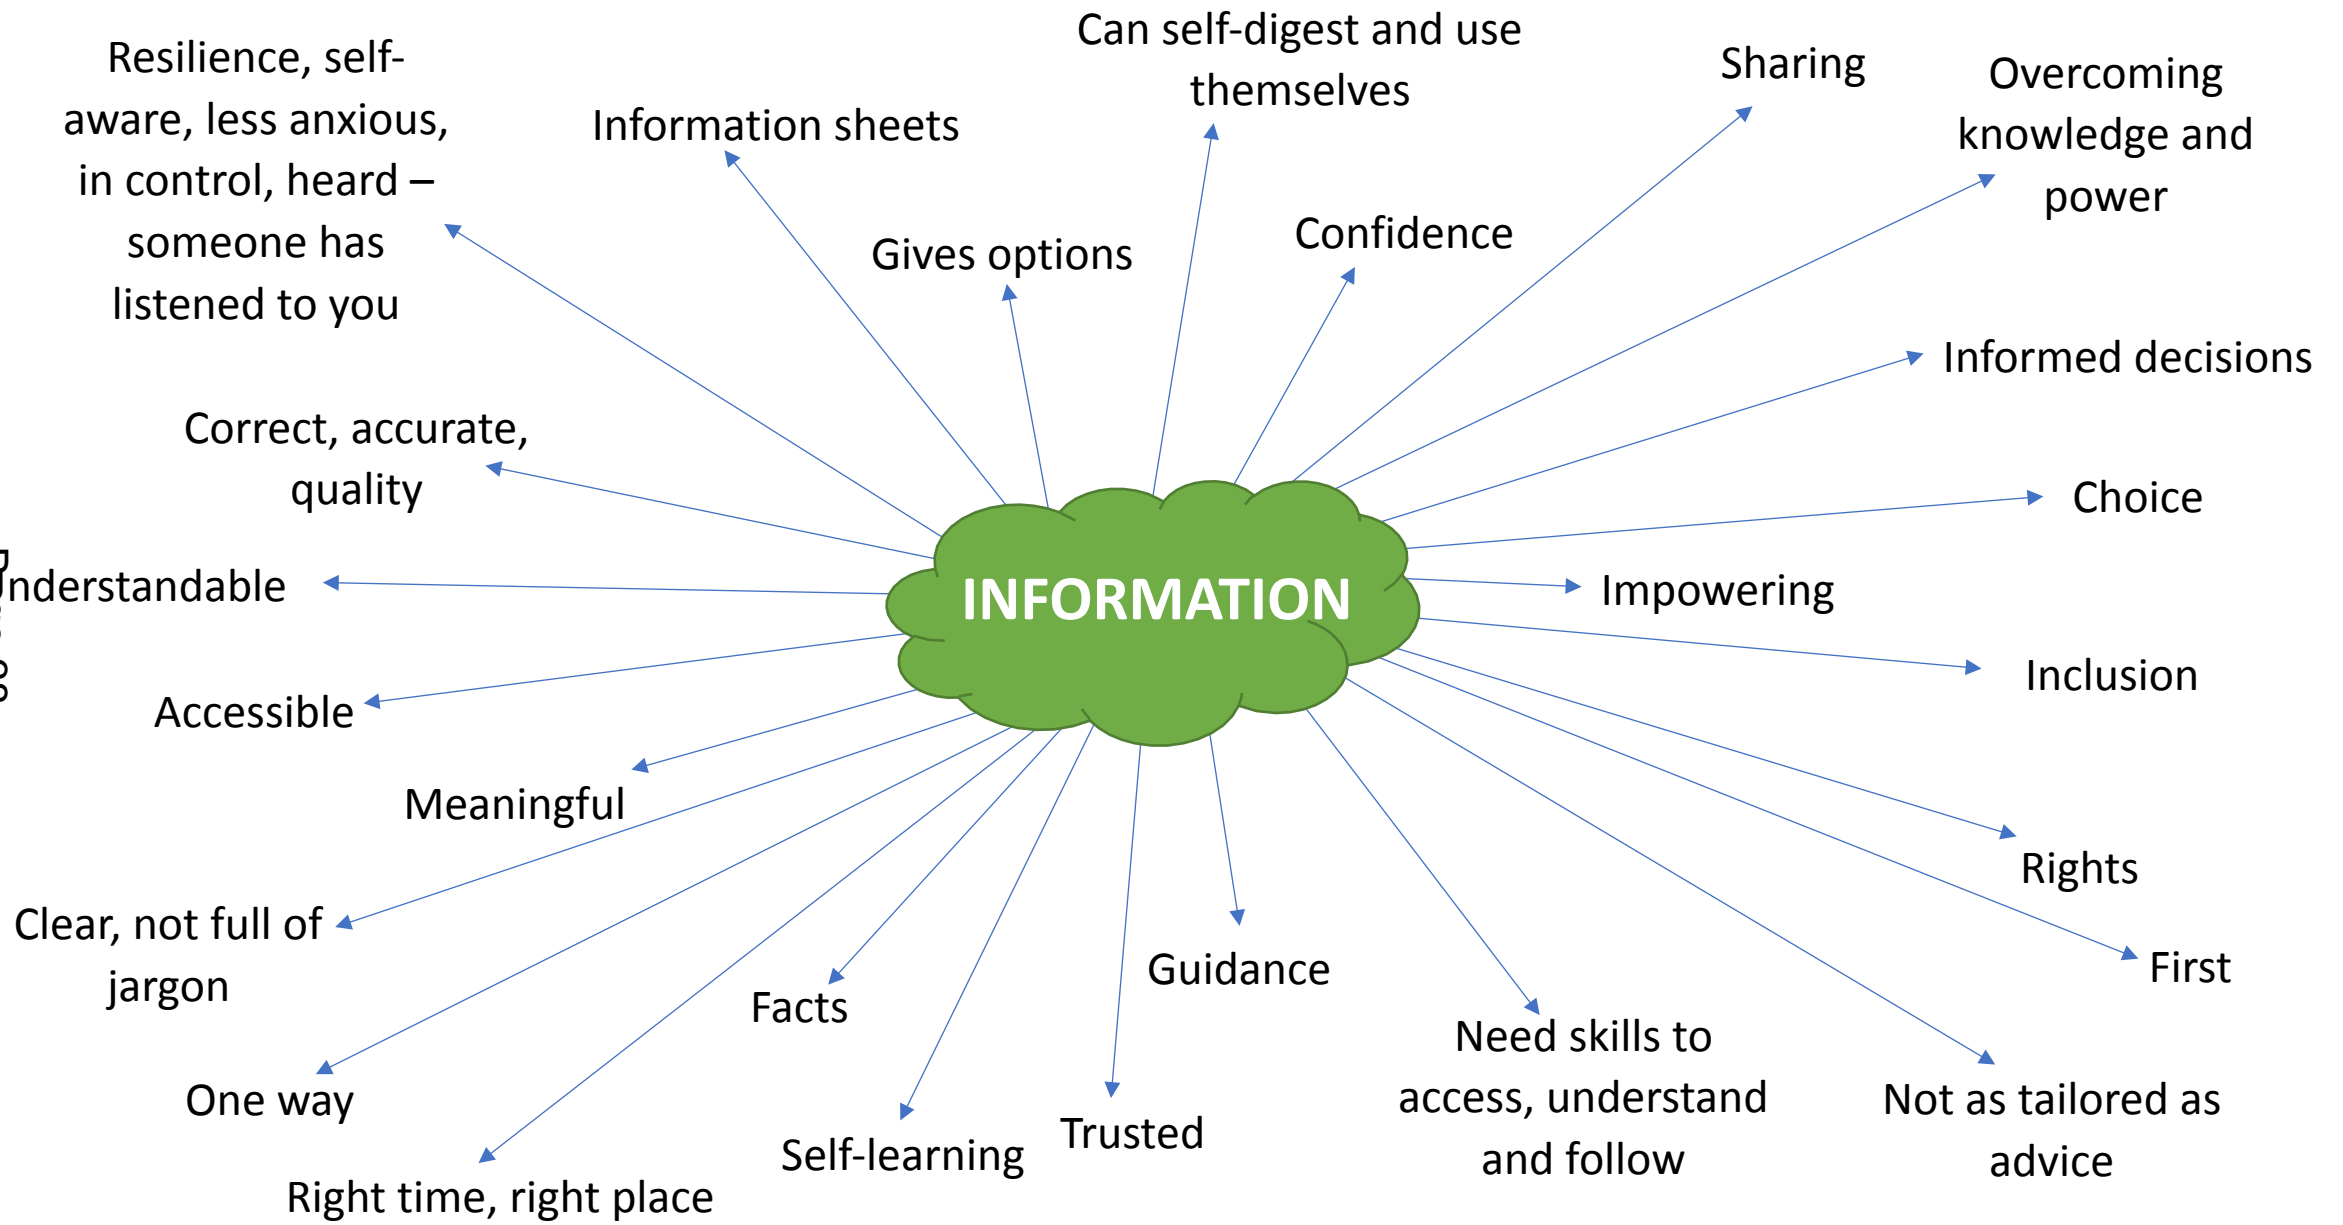 Resilience, self-
aware, less anxious,
in control, heard –
someone has
listened to you
Information sheets
Can self-digest and use
themselves
Gives options
Confidence
Sharing
Overcoming
knowledge and
power
Informed decisions
Correct, accurate,
quality
Choice
nderstandable
INFORMATION
Impowering
Inclusion
Accessible
Meaningful
Rights
Clear, not full of
jargon
First
Guidance
Facts
Need skills to
access, understand
and follow
One way
Not as tailored as
advice
Trusted
Self-learning
Right time, right place